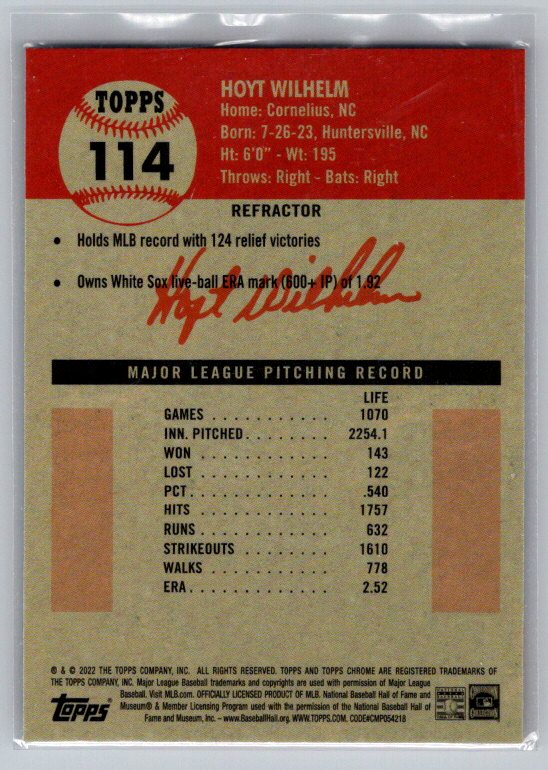 TOPPS
114
HOYT WILHELM
Home: Cornelius, NC
Born: 7-26-23, Huntersville, NC
Ht: 6'0" - Wt: 195
Throws: Right - Bats: Right
REFRACTOR
• Holds MLB record with 124 relief victories
• Owns White Sox live-ball ERA mark (600+ IP) of 1.92
Hoyt Wilhelm
MAJOR LEAGUE PITCHING RECORD
LIFE
GAMES . . . . . . . . . . . 1070
INN. PITCHED . . . . . . . . 2254.1
WON . . . . . . . . . . . . 143
LOST . . . . . . . . . . . 122
PCT . . . . . . . . . . . . .540
HITS . . . . . . . . . . . . 1757
RUNS . . . . . . . . . . . 632
STRIKEOUTS . . . . . . . . 1610
WALKS . . . . . . . . . . . 778
ERA . . . . . . . . . . . . 2.52
® & © 2022 THE TOPPS COMPANY, INC. ALL RIGHTS RESERVED. TOPPS AND TOPPS CHROME ARE REGISTERED TRADEMARKS OF
THE TOPPS COMPANY, INC. Major League Baseball trademarks and copyrights are used with permission of Major League
Baseball. Visit MLB.com. OFFICIALLY LICENSED PRODUCT OF MLB. National Baseball Hall of Fame and
Museum® & Member Licensing Program used with the permission of the National Baseball Hall of
Fame and Museum, Inc. – www.BaseballHall.org. WWW.TOPPS.COM. CODE#CMP054218
Topps